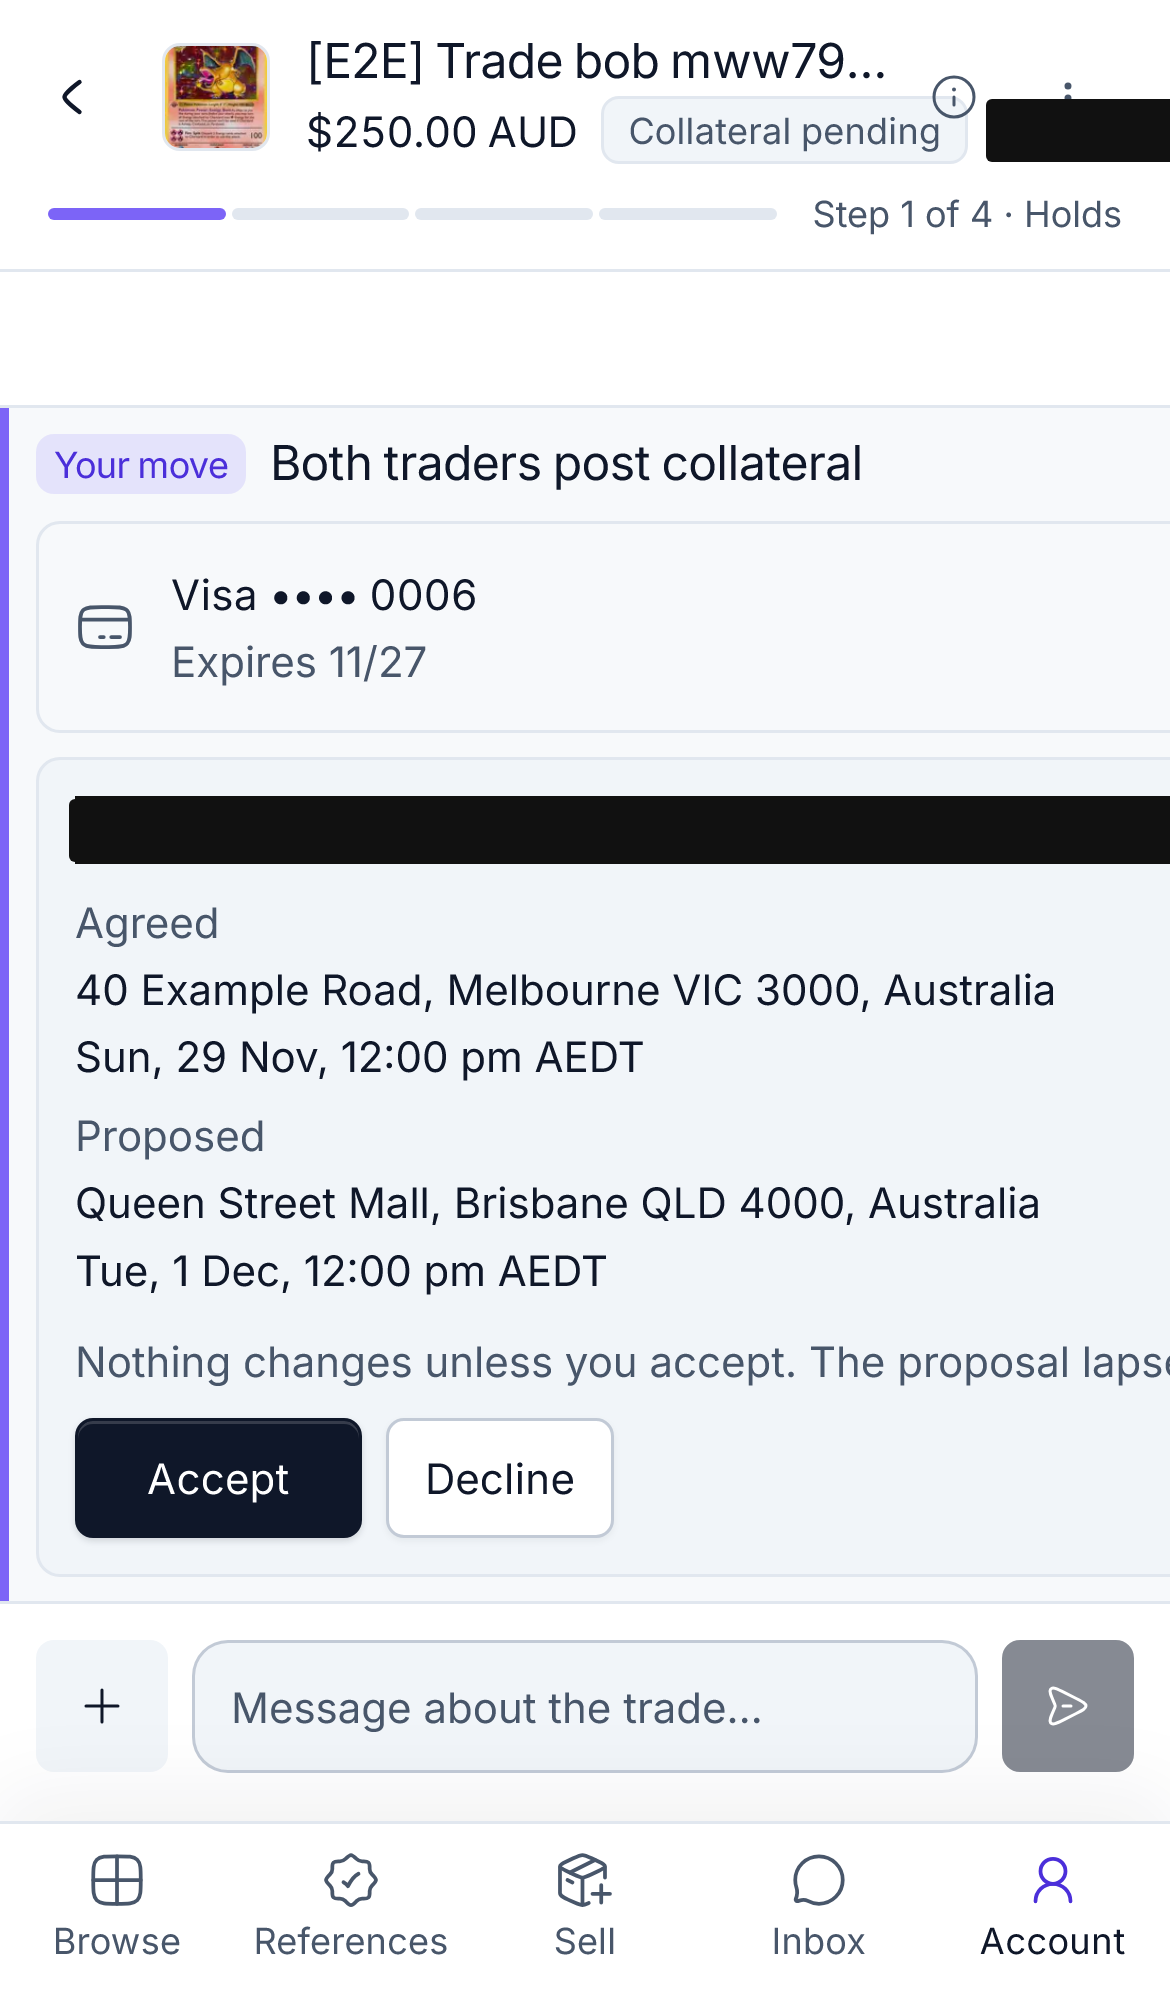 [E2E] Trade bob mww79...
$250.00 AUD
Collateral pending
Step 1 of 4 · Holds
Your move
Both traders post collateral
Visa •••• 0006
Expires 11/27
Agreed
40 Example Road, Melbourne VIC 3000, Australia
Sun, 29 Nov, 12:00 pm AEDT
Proposed
Queen Street Mall, Brisbane QLD 4000, Australia
Tue, 1 Dec, 12:00 pm AEDT
Nothing changes unless you accept. The proposal
Accept
Decline
Message about the trade...
Browse
References
Sell
Inbox
Account